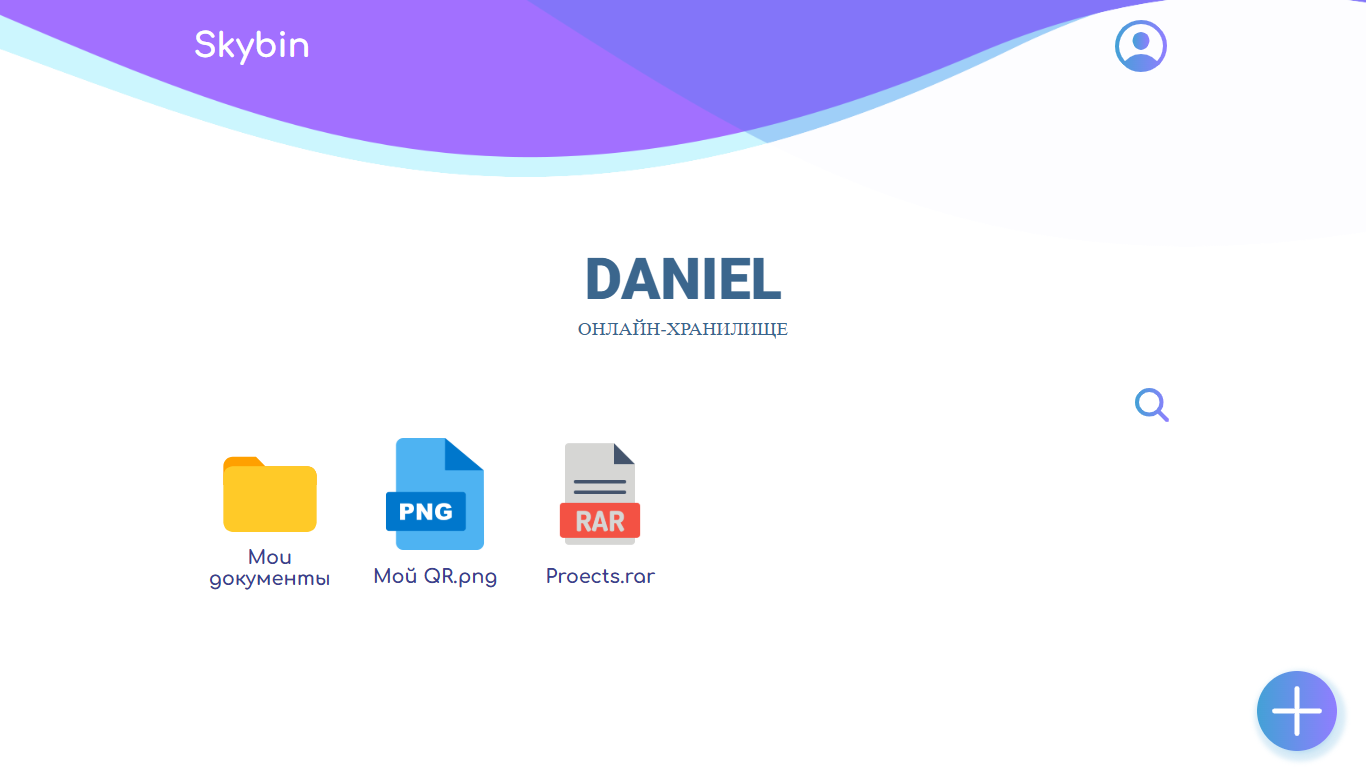 Skybin
DANIEL
ОНЛАЙН-ХРАНИЛИЩЕ
PNG
RAR
Мои
документы
Мой QR.png
Proects.rar